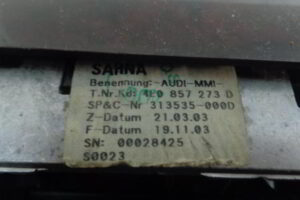 SARNA
Benennung: -AUDI-MMI-
T.Nr.Kd: 4E0 857 273 D
SP&C-Nr 313535-000D
Z-Datum 21.03.03
F-Datum 19.11.03
SN: 00028425
S0023